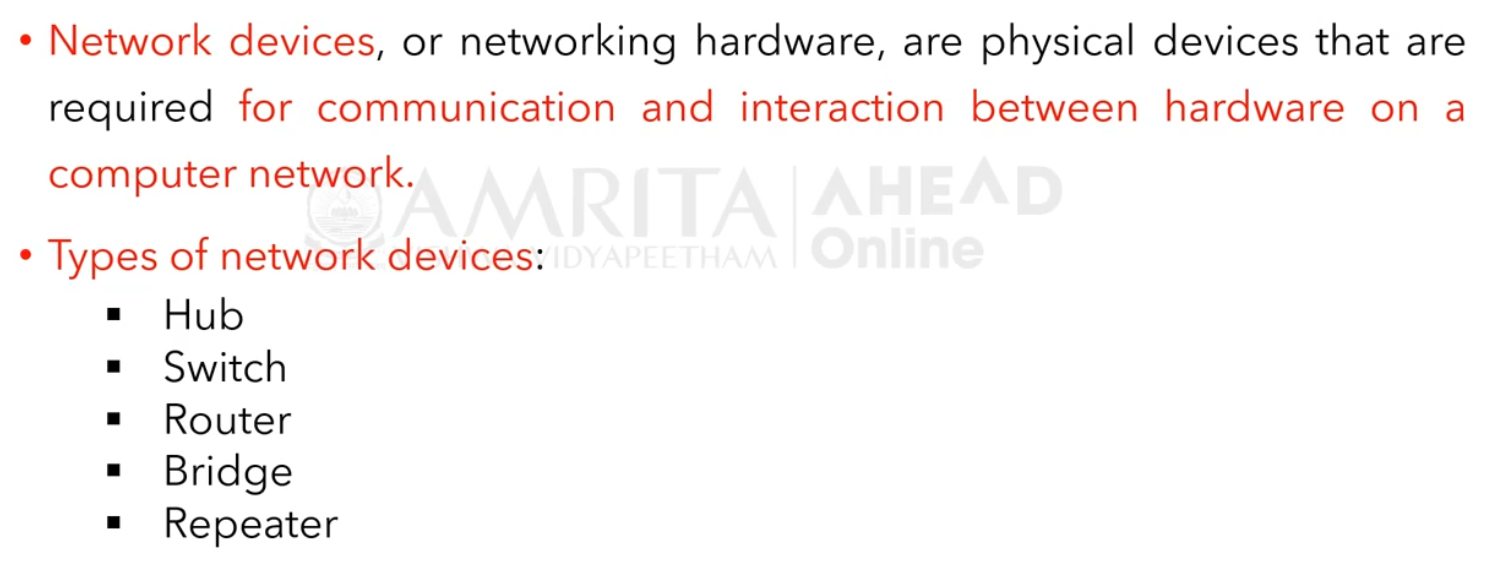 • Network devices, or networking hardware, are physical devices that are
required for communication and interaction between hardware on a
computer network.
AMRITA AHEAD
VIDYAPEETHAM Online
• Types of network devices:
▪ Hub
▪ Switch
▪ Router
▪ Bridge
▪ Repeater